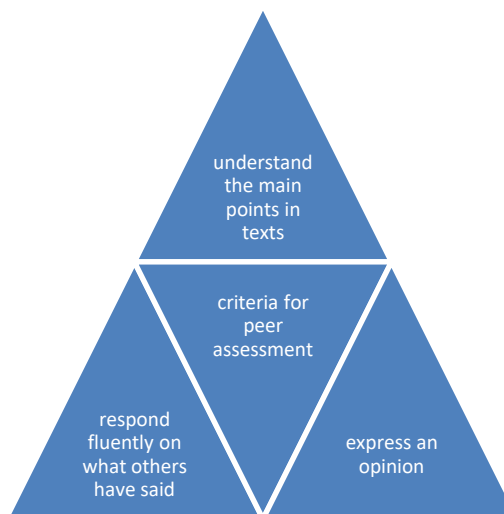 understand
the main
points in
texts
criteria for
peer
assessment
respond
fluently on
what others
have said
express an
opinion